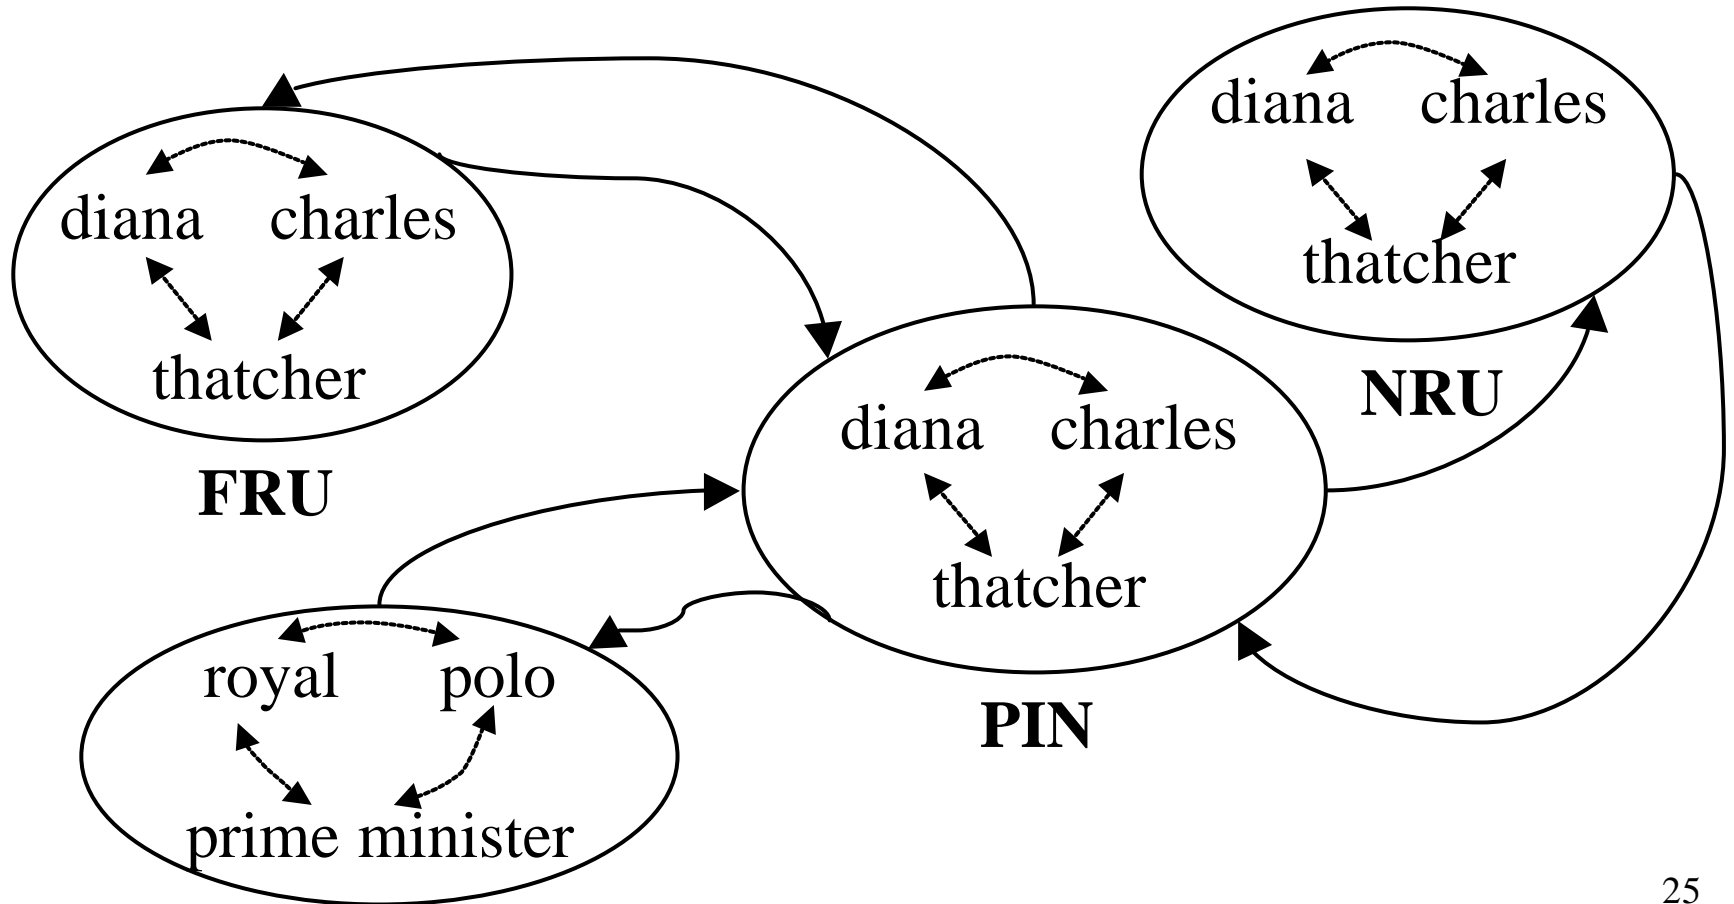 diana charles
thatcher
FRU
diana charles
thatcher
NRU
diana charles
thatcher
PIN
royal polo
prime minister
25